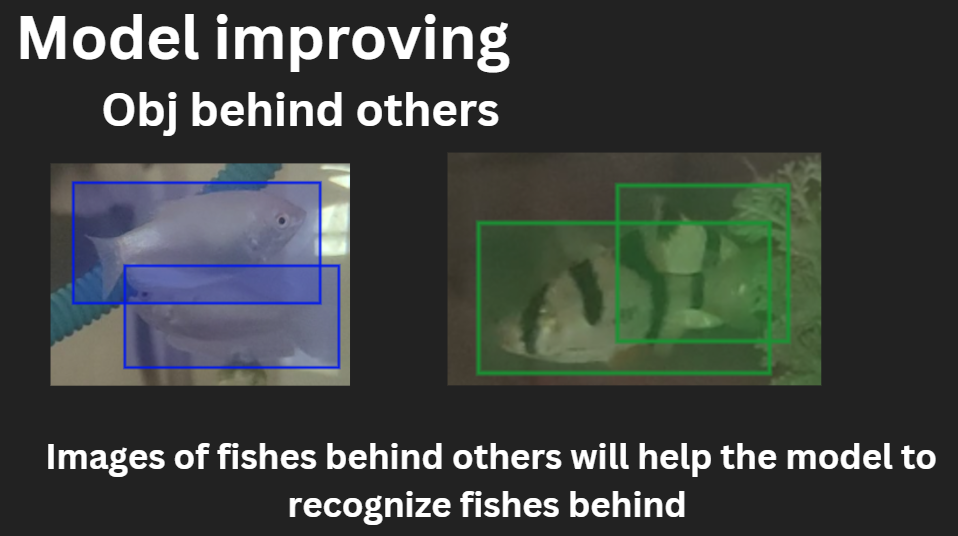 Model improving
Obj behind others
Images of fishes behind others will help the model to
recognize fishes behind